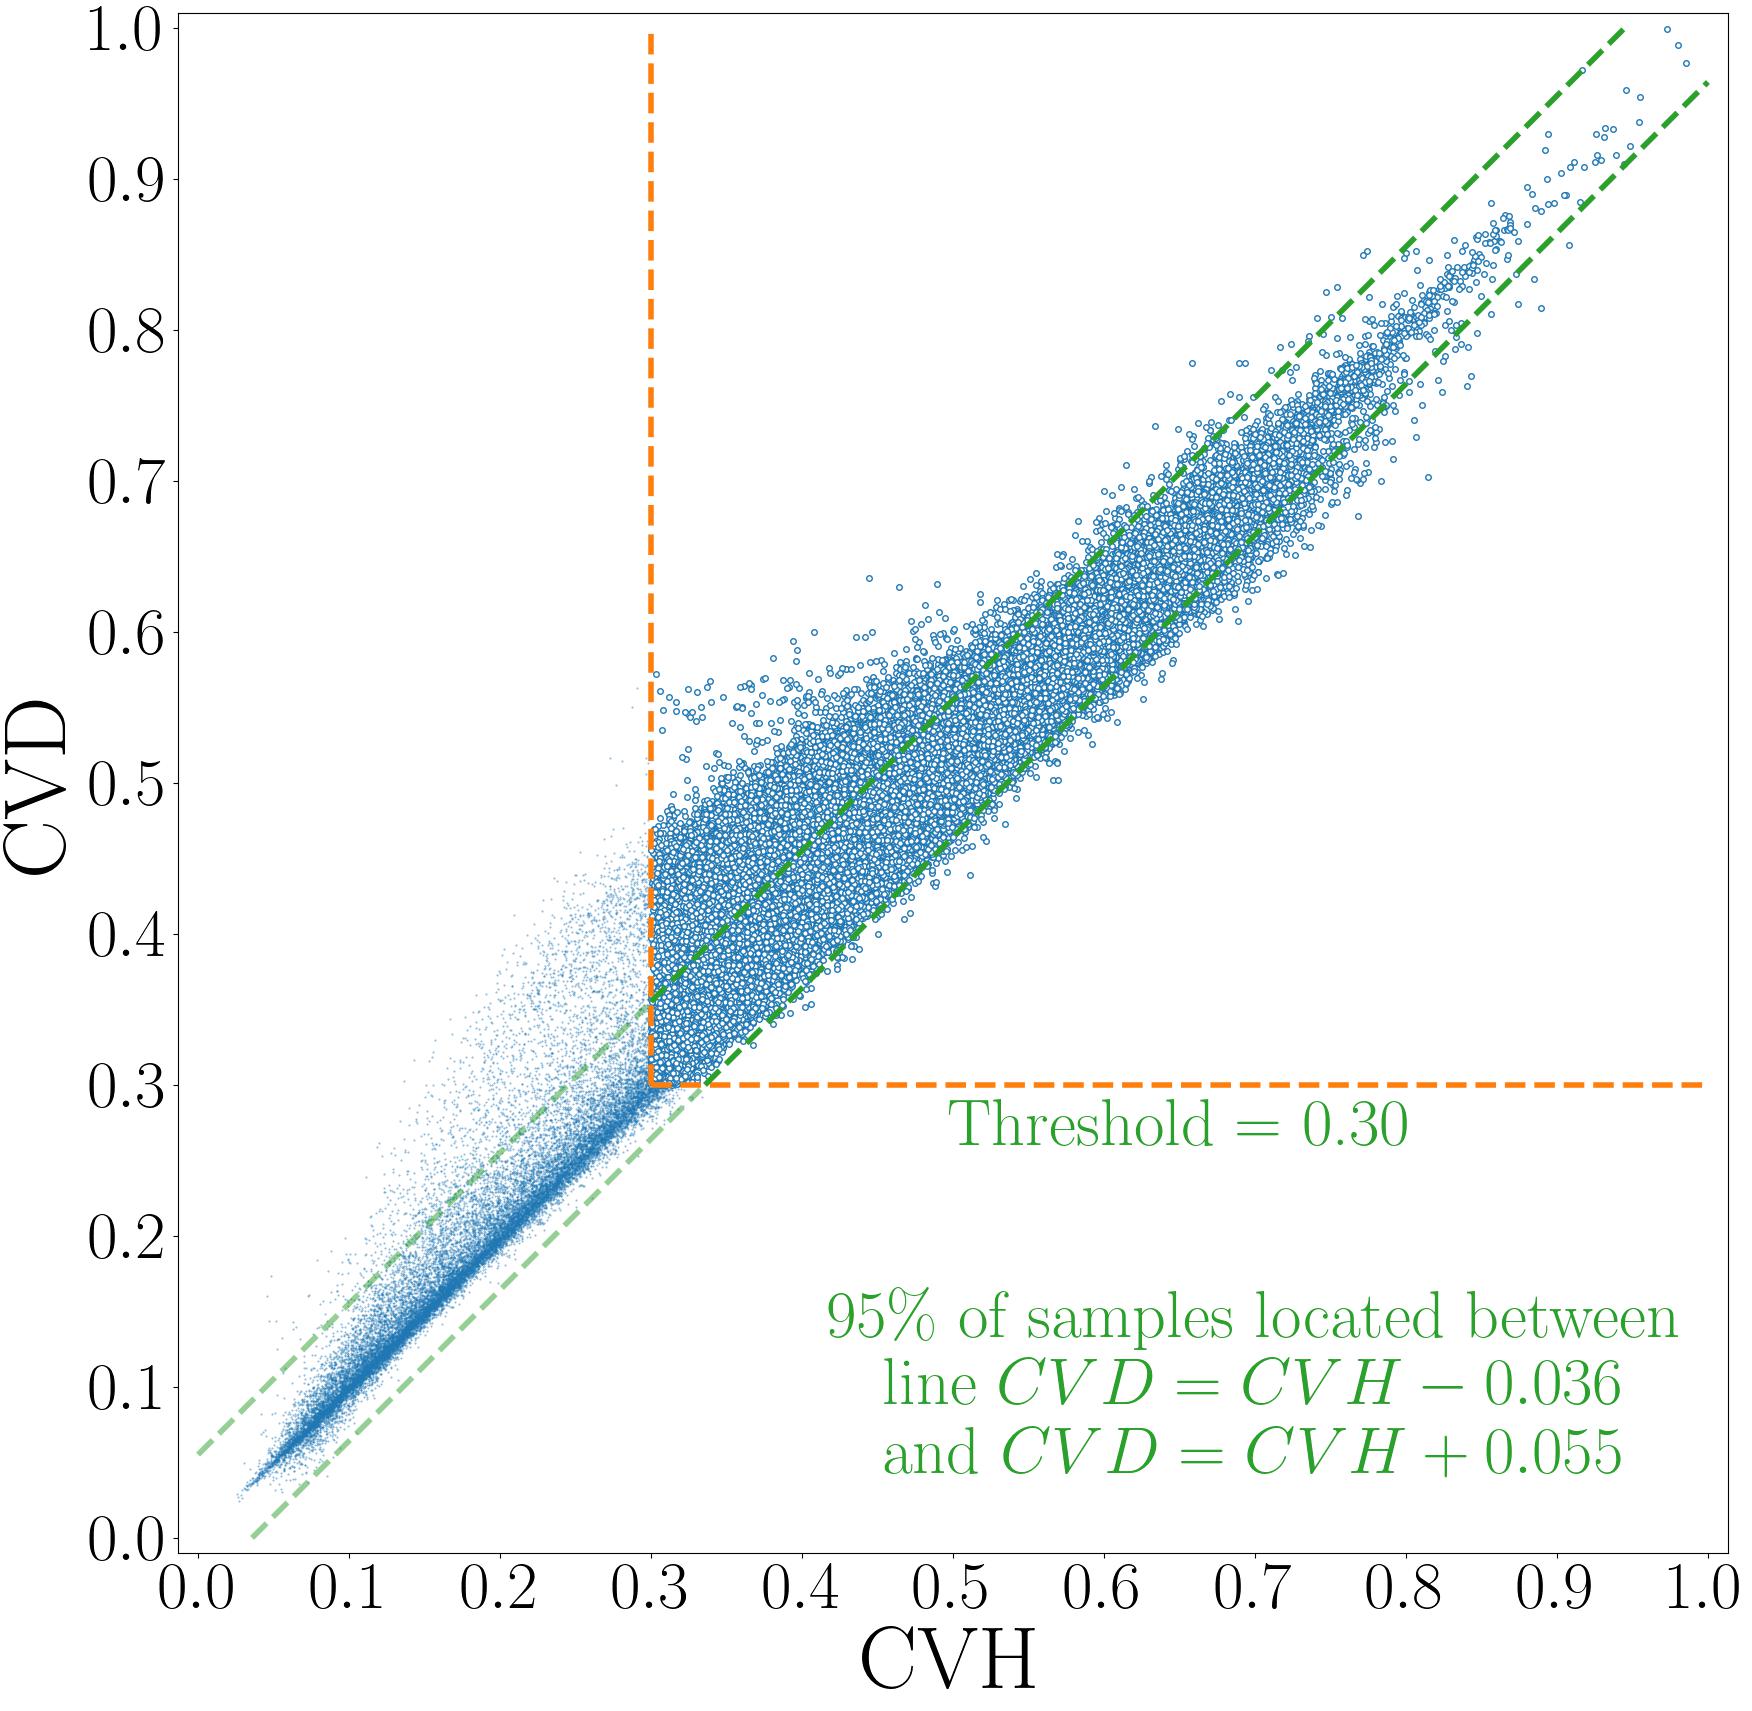 1.0
0.9
0.8
0.7
0.6
0.5
0.4
0.3
0.2
0.1
0.0
CVD
Threshold = 0.30
95% of samples located between
line CVD = CVH − 0.036
and CVD = CVH + 0.055
0.0 0.1 0.2 0.3 0.4 0.5 0.6 0.7 0.8 0.9 1.0
CVH